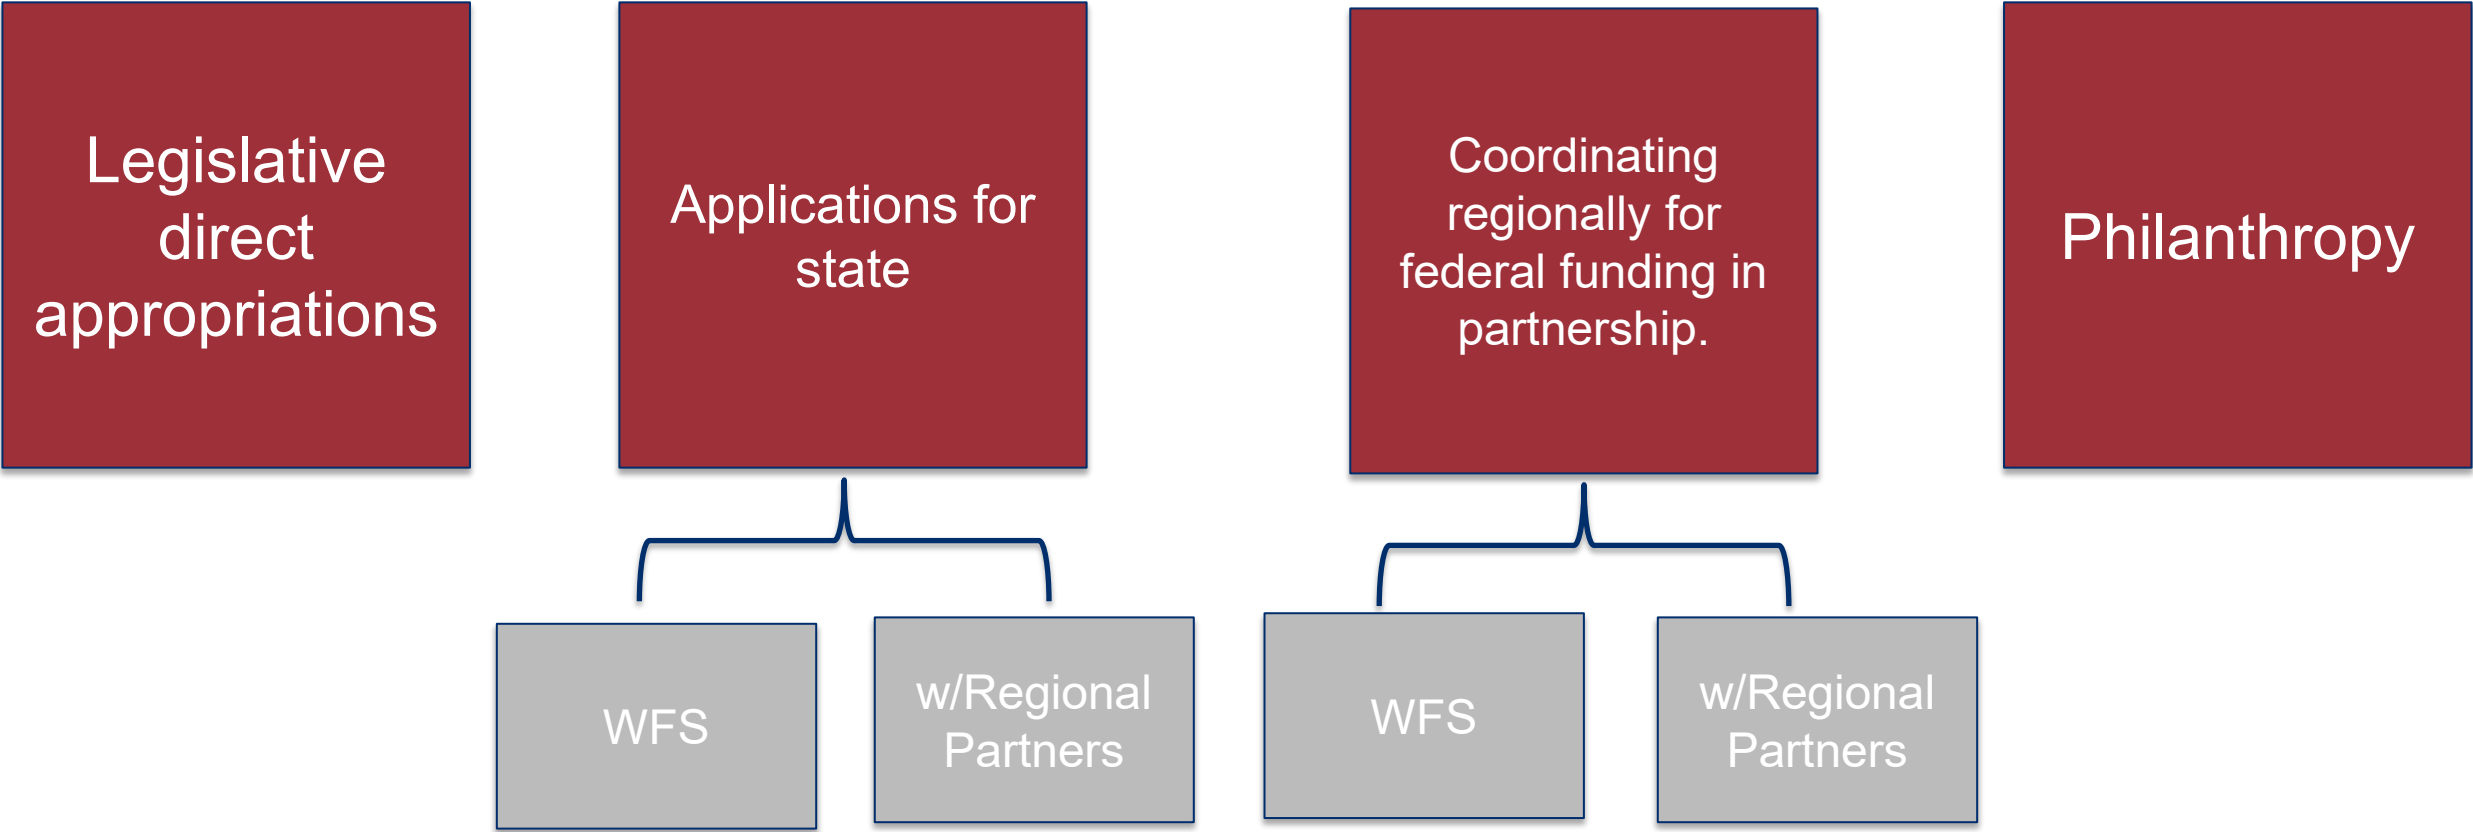 Legislative
direct
appropriations
Applications for
state
Coordinating
regionally for
federal funding in
partnership.
Philanthropy
WFS
w/Regional
Partners
WFS
w/Regional
Partners